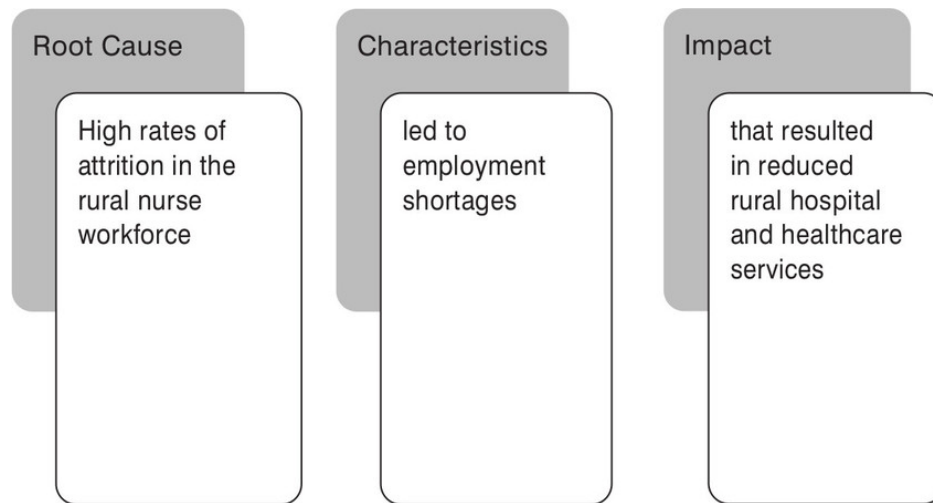 Root Cause
High rates of
attrition in the
rural nurse
workforce
Characteristics
led to
employment
shortages
Impact
that resulted
in reduced
rural hospital
and healthcare
services